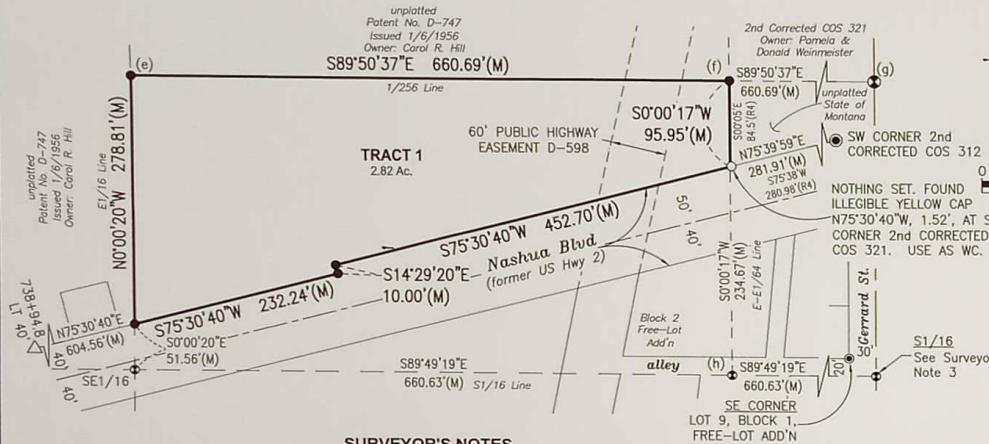 unplatted
Patent No. D-747
Issued 1/6/1956
Owner: Carol R. Hill
2nd Corrected COS 321
Owner: Pamela &
Donald Weinmeister
(e)
S89°50'37"E 660.69'(M)
1/256 Line
(f)
S89°50'37"E
660.69'(M)
(g)
unplatted
State of
Montana
unplatted
Patent No. D-747
Issued 1/6/1956
Owner: Carol R. Hill
E1/16 Line
N0°00'20"W 278.81'(M)
S0°00'17"W
95.95'(M)
S00°05'E
84.5'(R4)
60' PUBLIC HIGHWAY
EASEMENT D-598
TRACT 1
2.82 Ac.
N75°39'59"E
281.91'(M)
S75°38'W
280.98'(R4)
SW CORNER 2nd
CORRECTED COS 312
0
NOTHING SET. FOUND
ILLEGIBLE YELLOW CAP
N75°30'40"W, 1.52', AT S
CORNER 2nd CORRECTED
COS 321. USE AS WC.
S75°30'40"W 452.70'(M)
Nashua Blvd
(former US Hwy 2)
50'
40'
S14°29'20"E
10.00'(M)
S75°30'40"W 232.24'(M)
S0°00'17"W
234.67'(M)
E-E1/64 Line
738+94.8
LT 40'
N75°30'40"E
604.56'(M)
S0°00'20"E
51.56'(M)
40'
40'
SE1/16
S89°49'19"E
660.63'(M)
S1/16 Line
Block 2
Free-Lot
Add'n
alley
(h)
S89°49'19"E
660.63'(M)
20'
30'
Gerrard St.
S1/16
See Surveyo
Note 3
SE CORNER
LOT 9, BLOCK 1,
FREE-LOT ADD'N
SURVEYOR'S NOTES